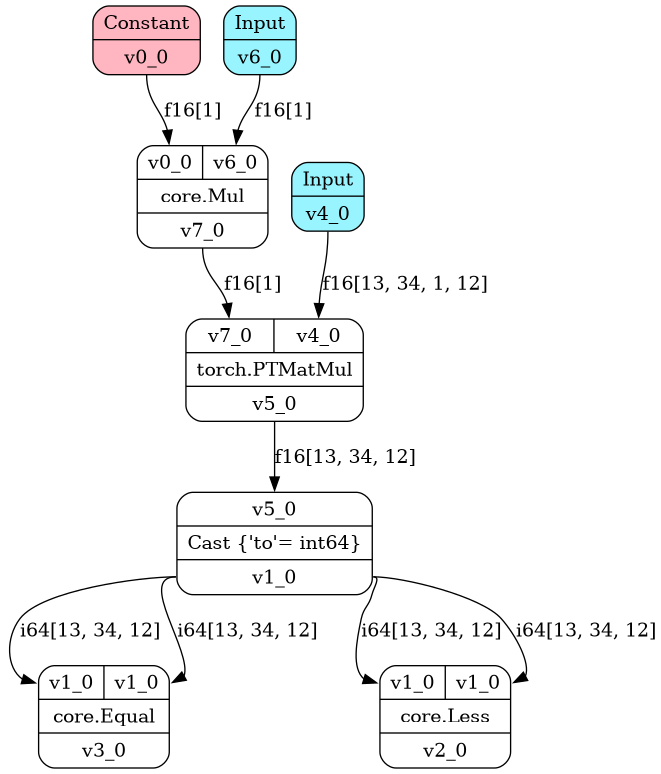 Constant
v0_0
Input
v6_0
f16[1]
f16[1]
v0_0 v6_0
core.Mul
v7_0
Input
v4_0
f16[1]
f16[13, 34, 1, 12]
v7_0 v4_0
torch.PTMatMul
v5_0
f16[13, 34, 12]
v5_0
Cast {'to'= int64}
v1_0
i64[13, 34, 12]
i64[13, 34, 12]
i64[13, 34, 12]
i64[13, 34, 12]
v1_0 v1_0
core.Equal
v3_0
v1_0 v1_0
core.Less
v2_0